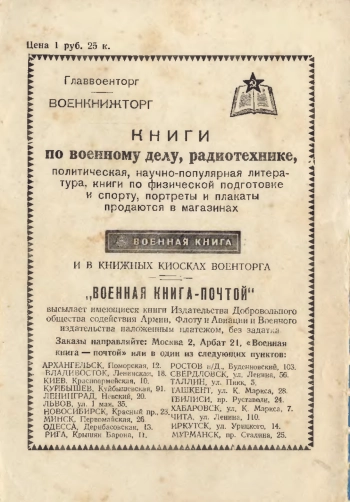 Цена 1 руб. 25 к.
Главвоенторг
ВОЕНКНИЖТОРГ
КНИГИ
по военному делу, радиотехнике,
политическая, научно-популярная литера-
тура, книги по физической подготовке
и спорту, портреты и плакаты
продаются в магазинах
ВОЕННАЯ КНИГА
И В КНИЖНЫХ КИОСКАХ ВОЕНТОРГА
„ВОЕННАЯ КНИГА-ПОЧТОЙ"
высылает имеющиеся книги Издательства Добровольного
общества содействия Армии, Флоту и Авиации и Военного
издательства наложенным платежом, без задатка.
Заказы направляйте: Москва 2, Арбат 21, «Военная
книга — почтой» или в один из следующих пунктов:
АРХАНГЕЛЬСК, Поморская, 12.
ВЛАДИВОСТОК, Ленинская, 18.
КИЕВ, Красноармейская, 10.
КУЙБЫШЕВ, Куйбышевская, 91.
ЛЕНИНГРАД, Невский, 20.
ЛЬВОВ, ул. 1 мая, 35.
НОВОСИБИРСК, Красный пр., 23.
МИНСК, Первомайская, 26.
ОДЕССА, Дерибасовская, 13.
РИГА, Крышьян Барона, 11.
РОСТОВ н/Д., Буденновский, 103.
СВЕРДЛОВСК, ул. Ленина, 56.
ТАЛЛИН, ул. Пикк, 5.
ТАШКЕНТ, ул. К. Маркса, 28.
ТБИЛИСИ, пр. Руставели, 24.
ХАБАРОВСК, ул. К. Маркса, 7.
ЧИТА, ул. Ленина, 110.
ИРКУТСК, ул. Урицкого, 14.
МУРМАНСК, пр. Сталина, 25.